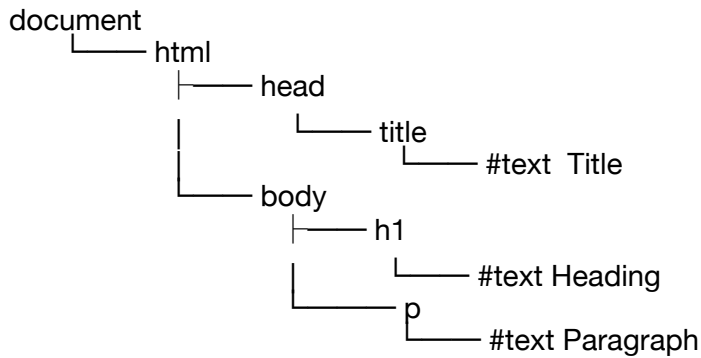 document
html
head
title
#text Title
body
h1
#text Heading
p
#text Paragraph